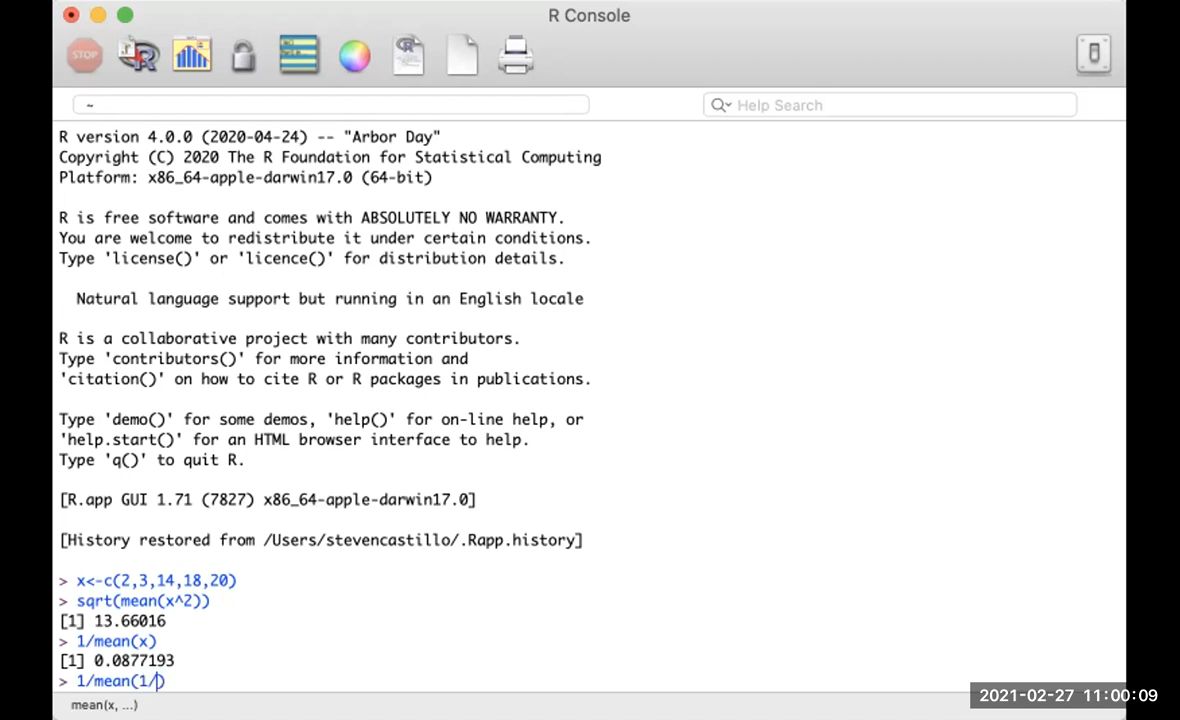 R Console
STOP
~
Help Search
R version 4.0.0 (2020-04-24) -- "Arbor Day"
Copyright (C) 2020 The R Foundation for Statistical Computing
Platform: x86_64-apple-darwin17.0 (64-bit)
R is free software and comes with ABSOLUTELY NO WARRANTY.
You are welcome to redistribute it under certain conditions.
Type 'license()' or 'licence()' for distribution details.
Natural language support but running in an English locale
R is a collaborative project with many contributors.
Type 'contributors()' for more information and
'citation()' on how to cite R or R packages in publications.
Type 'demo()' for some demos, 'help()' for on-line help, or
'help.start()' for an HTML browser interface to help.
Type 'q()' to quit R.
[R.app GUI 1.71 (7827) x86_64-apple-darwin17.0]
[History restored from /Users/stevencastillo/.Rapp.history]
> x<-c(2,3,14,18,20)
> sqrt(mean(x^2))
[1] 13.66016
> 1/mean(x)
[1] 0.0877193
> 1/mean(1/)
mean(x, ...)
2021-02-27 11:00:09